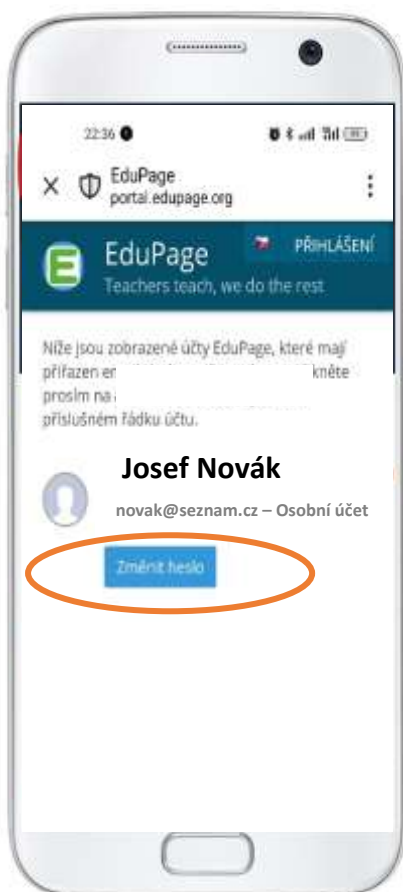 22:36
EduPage
portal.edupage.org
PŘIHLÁŠENÍ
EduPage
Teachers teach, we do the rest
Níže jsou zobrazené účty EduPage, které mají
přiřazen
prosím na
příslušném řádku účtu.
Josef Novák
novak@seznam.cz – Osobní účet
Změnit heslo